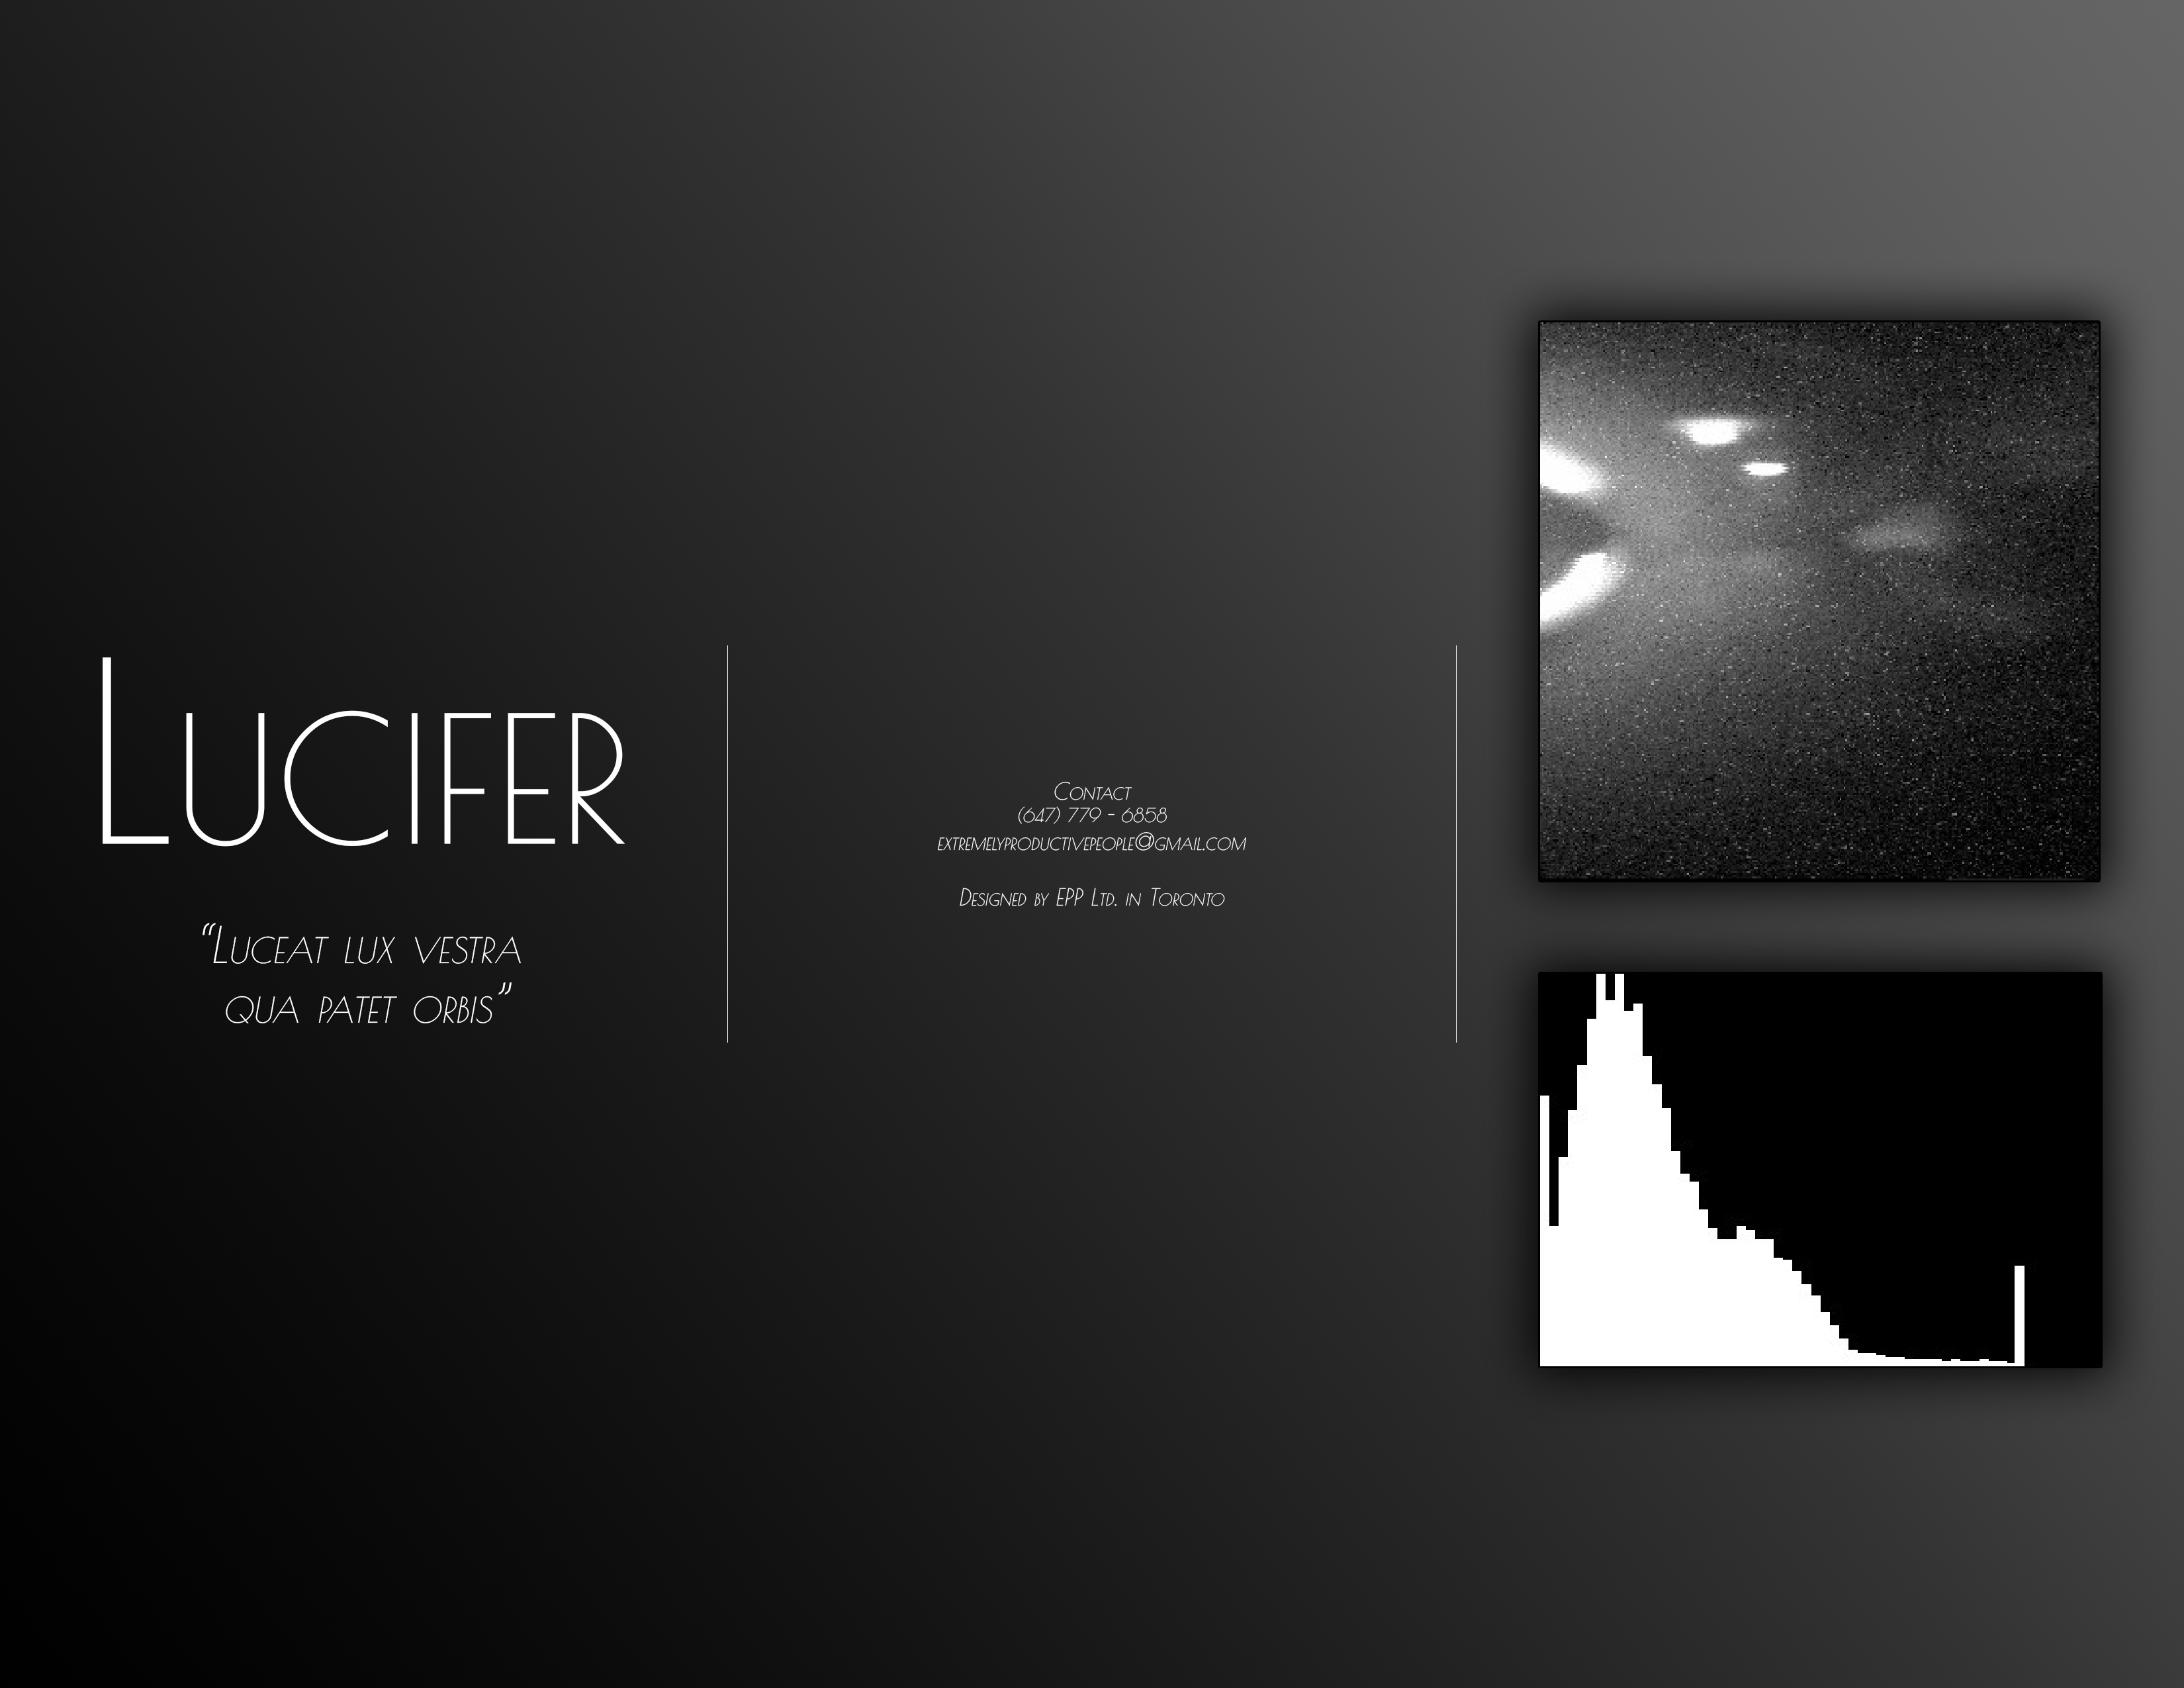 Lucifer
“Luceat lux vestra
qua patet orbis”
Contact
(647) 779 - 6858
extremelyproductivepeople@gmail.com
Designed by EPP Ltd. in Toronto